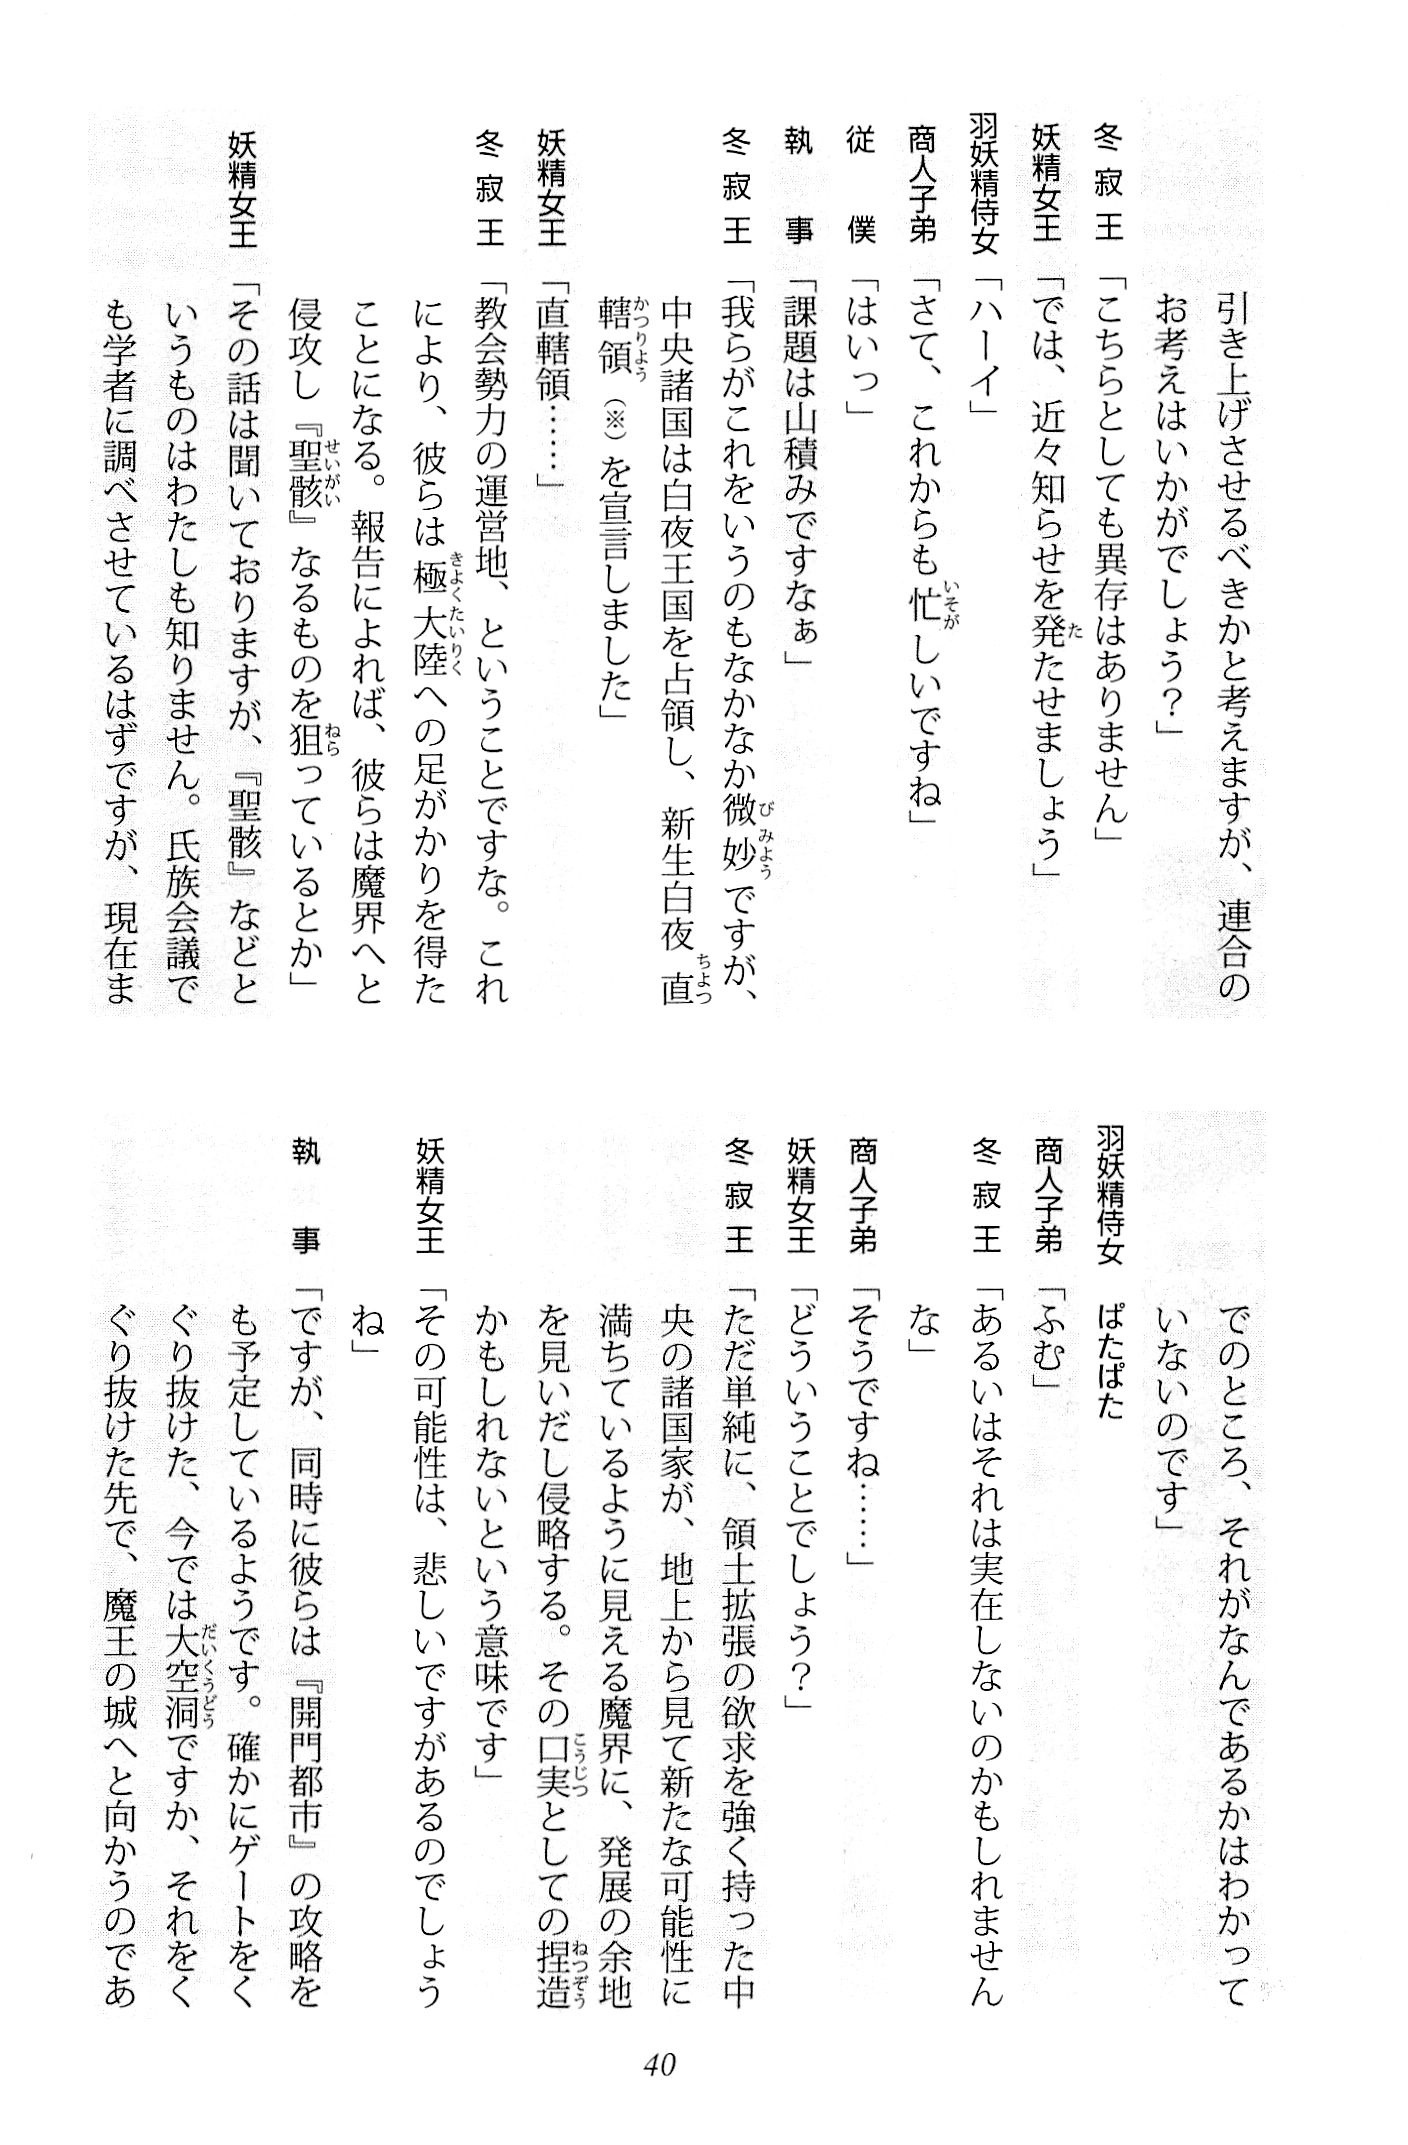 引き上げさせるべきかと考えますが、連合の
お考えはいかがでしょう？」
冬寂王「こちらとしても異存はありません」
妖精女王「では、近々知らせを発たせましょう」
羽妖精侍女「ハーイ」
商人子弟「さて、これからも忙しいですね」
従僕「はいっ」
執事「課題は山積みですなぁ」
冬寂王「我らがこれをいうのもなかなか微妙ですが、
中央諸国は白夜王国を占領し、新生白夜直
轄領（※）を宣言しました」
妖精女王「直轄領……」
冬寂王「教会勢力の運営地、ということですな。これ
により、彼らは極大陸への足がかりを得た
ことになる。報告によれば、彼らは魔界へと
侵攻し『聖骸』なるものを狙っているとか」
妖精女王「その話は聞いておりますが、『聖骸』などと
いうものはわたしも知りません。氏族会議で
も学者に調べさせているはずですが、現在ま
でのところ、それがなんであるかはわかって
いないのです」
羽妖精侍女　ぱたぱた
商人子弟「ふむ」
冬寂王「あるいはそれは実在しないのかもしれません
な」
商人子弟「そうですね……」
妖精女王「どういうことでしょう？」
冬寂王「ただ単純に、領土拡張の欲求を強く持った中
央の諸国家が、地上から見て新たな可能性に
満ちているように見える魔界に、発展の余地
を見いだし侵略する。その口実としての捏造
かもしれないという意味です」
妖精女王「その可能性は、悲しいですがあるのでしょう
ね」
執事「ですが、同時に彼らは『開門都市』の攻略を
も予定しているようです。確かにゲートをく
ぐり抜けた、今では大空洞ですか、それをく
ぐり抜けた先で、魔王の城へと向かうのであ
40